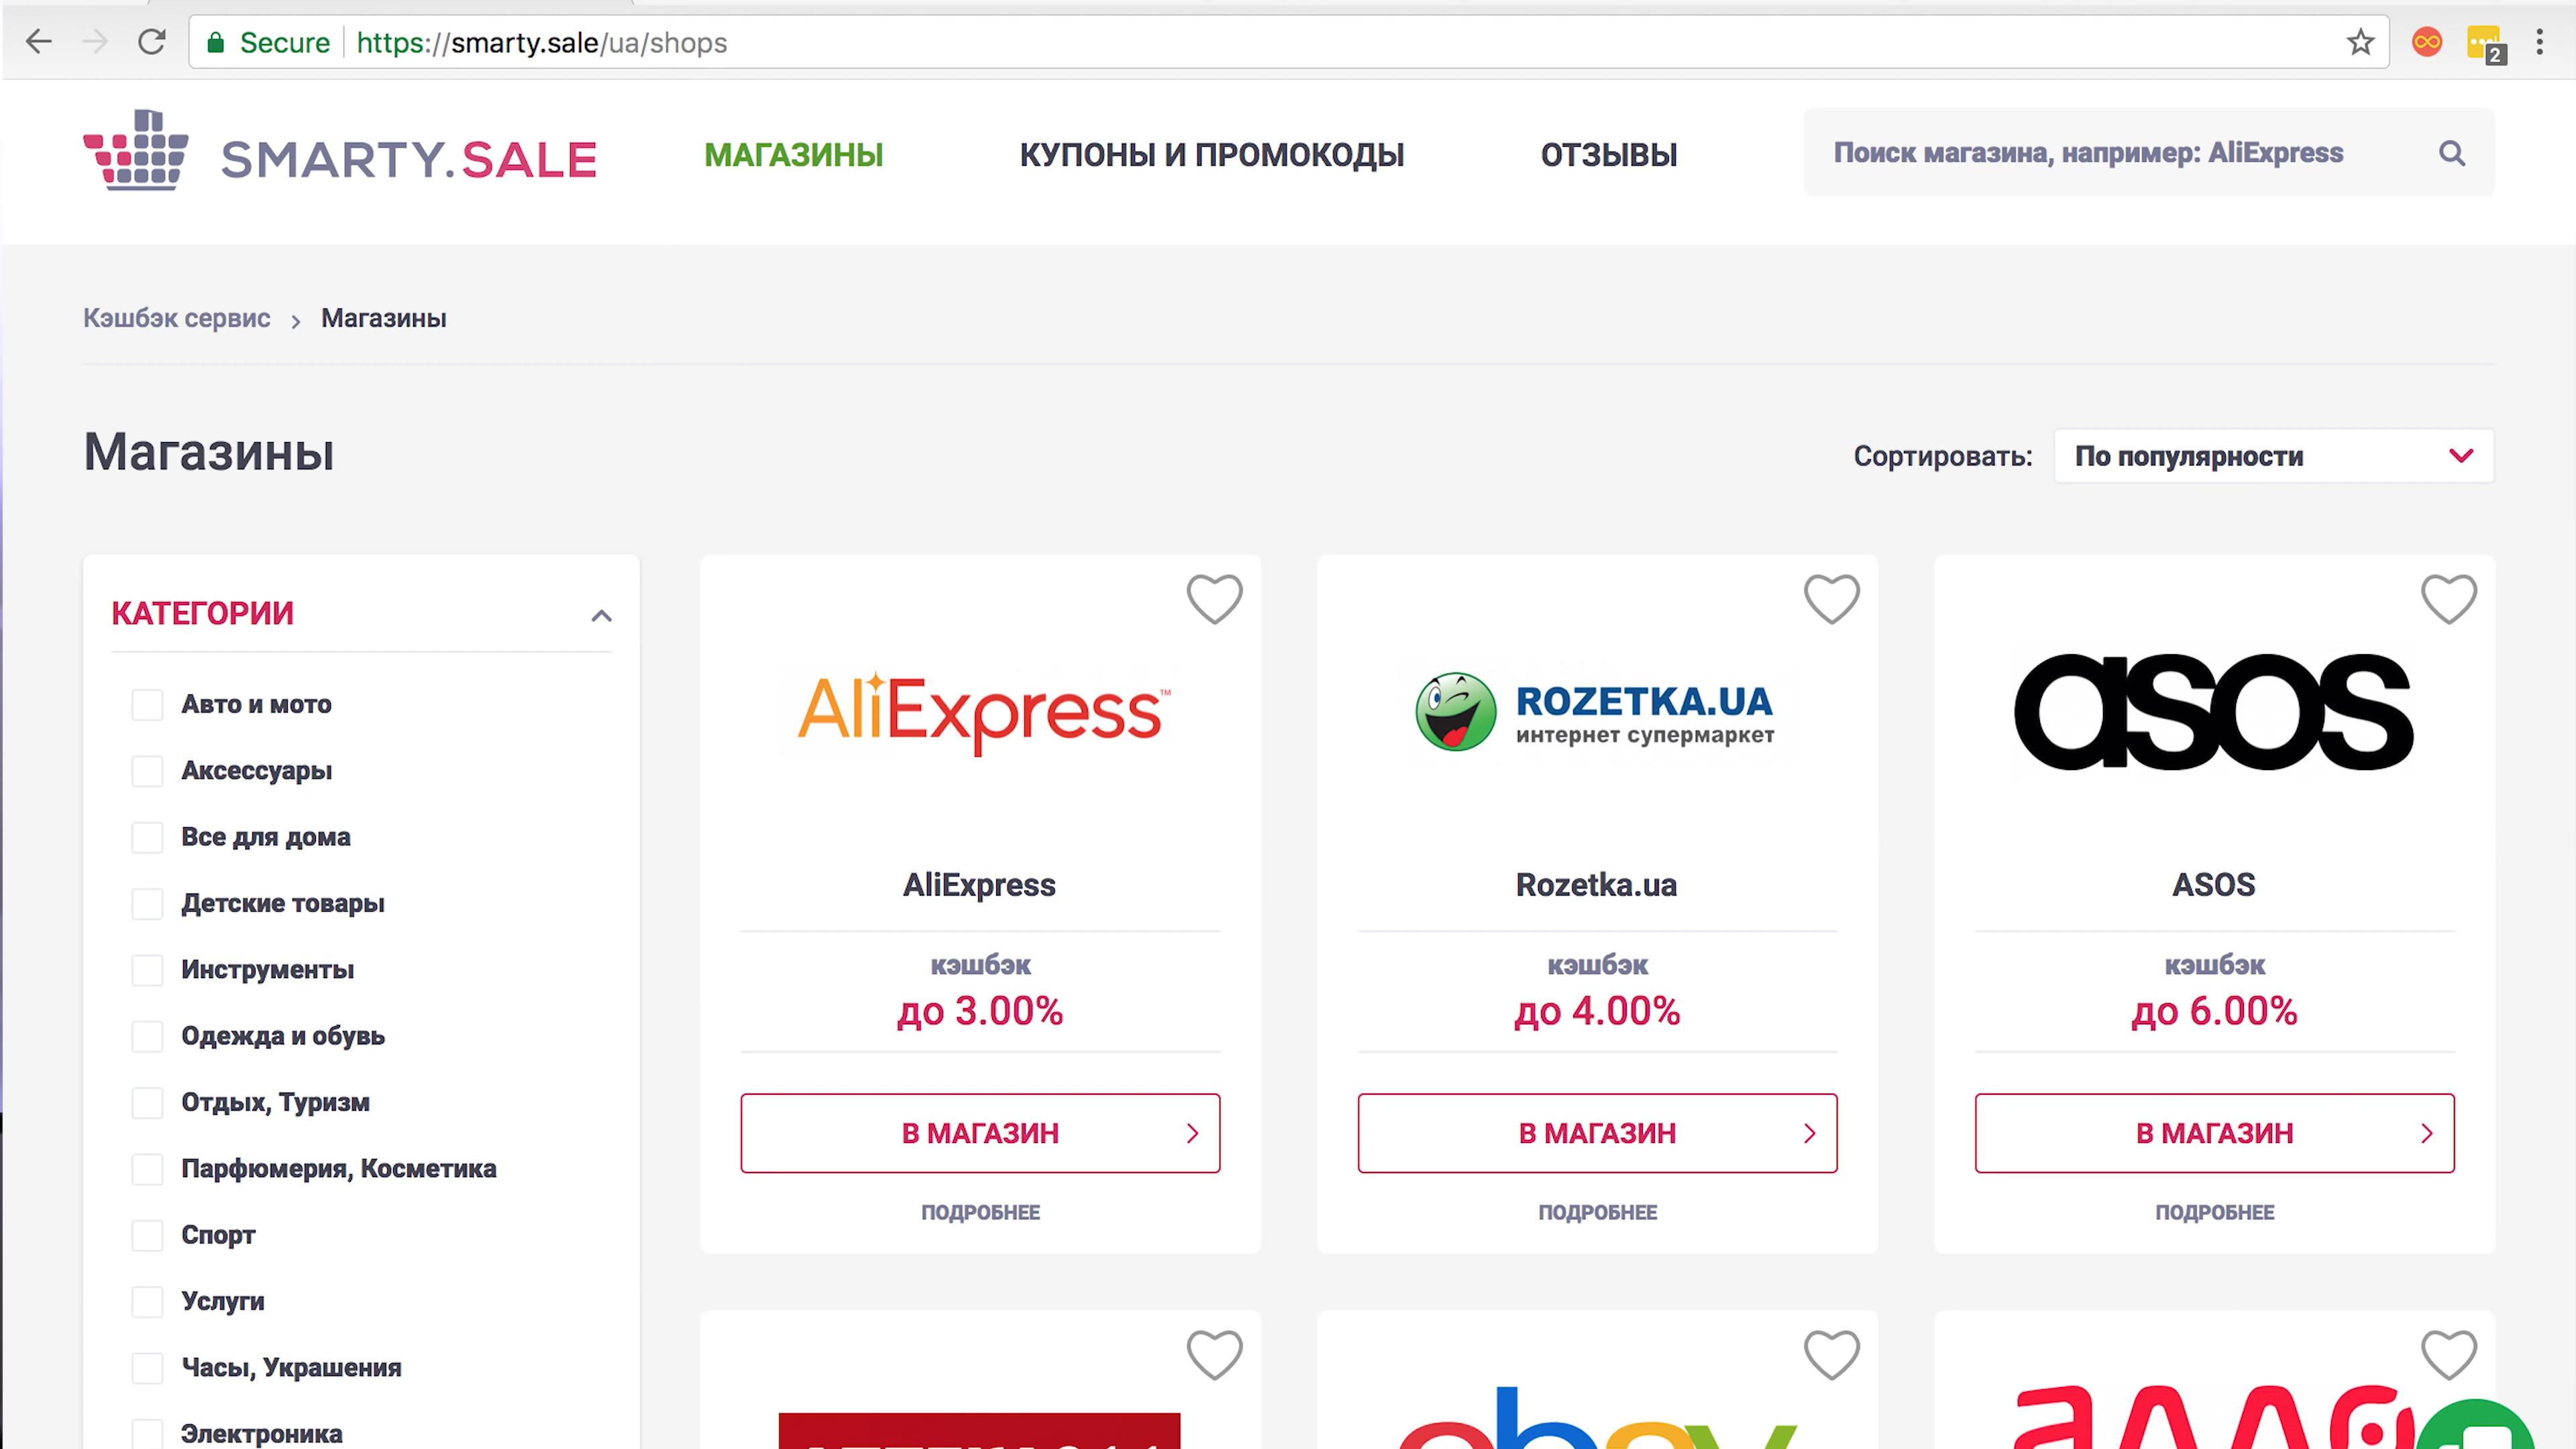 Secure
https://smarty.sale/ua/shops
2
SMARTY.SALE
МАГАЗИНЫ
КУПОНЫ И ПРОМОКОДЫ
ОТЗЫВЫ
Поиск магазина, например: AliExpress
Кэшбэк сервис
Магазины
Магазины
Сортировать:
По популярности
КАТЕГОРИИ
Авто и мото
Аксессуары
Все для дома
Детские товары
Инструменты
Одежда и обувь
Отдых, Туризм
Парфюмерия, Косметика
Спорт
Услуги
Часы, Украшения
Электроника
AliExpress™
AliExpress
кэшбэк
до 3.00%
В МАГАЗИН
ПОДРОБНЕЕ
ROZETKA.UA
интернет супермаркет
Rozetka.ua
кэшбэк
до 4.00%
В МАГАЗИН
ПОДРОБНЕЕ
asos
ASOS
кэшбэк
до 6.00%
В МАГАЗИН
ПОДРОБНЕЕ
ebay